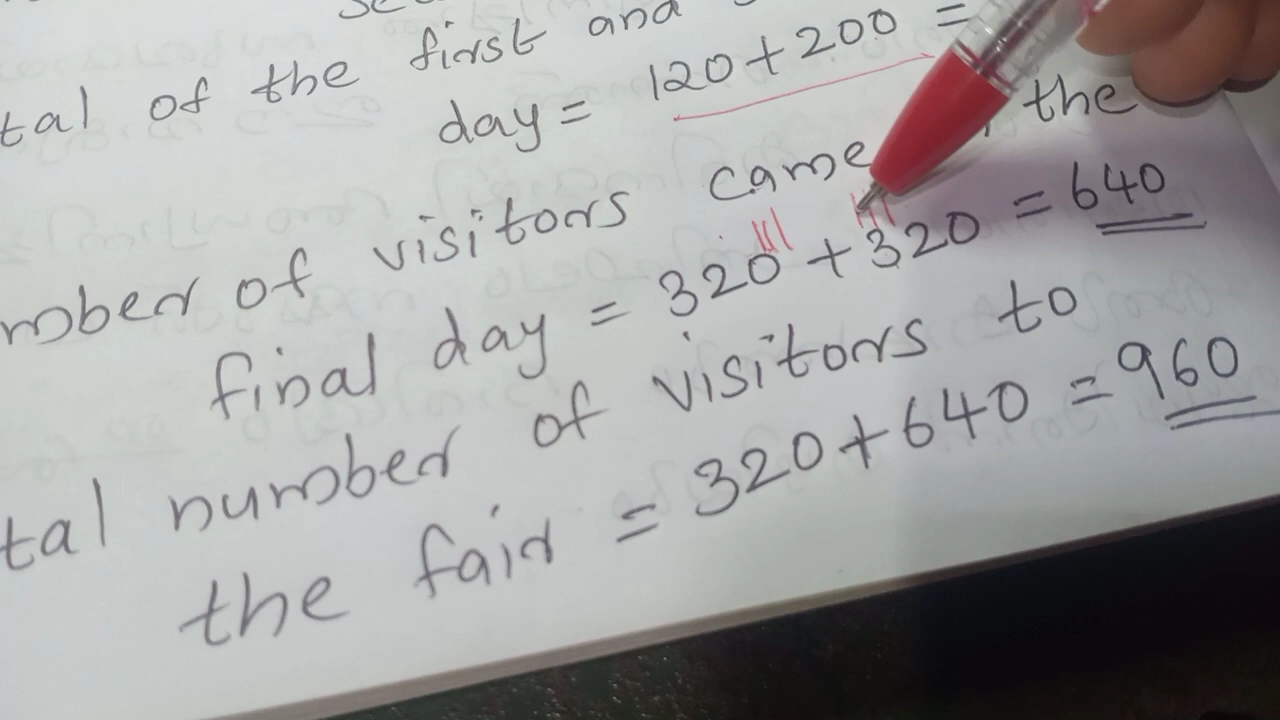 tal of the first and
day = 120+200 =
mber of visitors came the
final day = 320+320 = 640
tal number of visitors to
the fair = 320+640 = 960